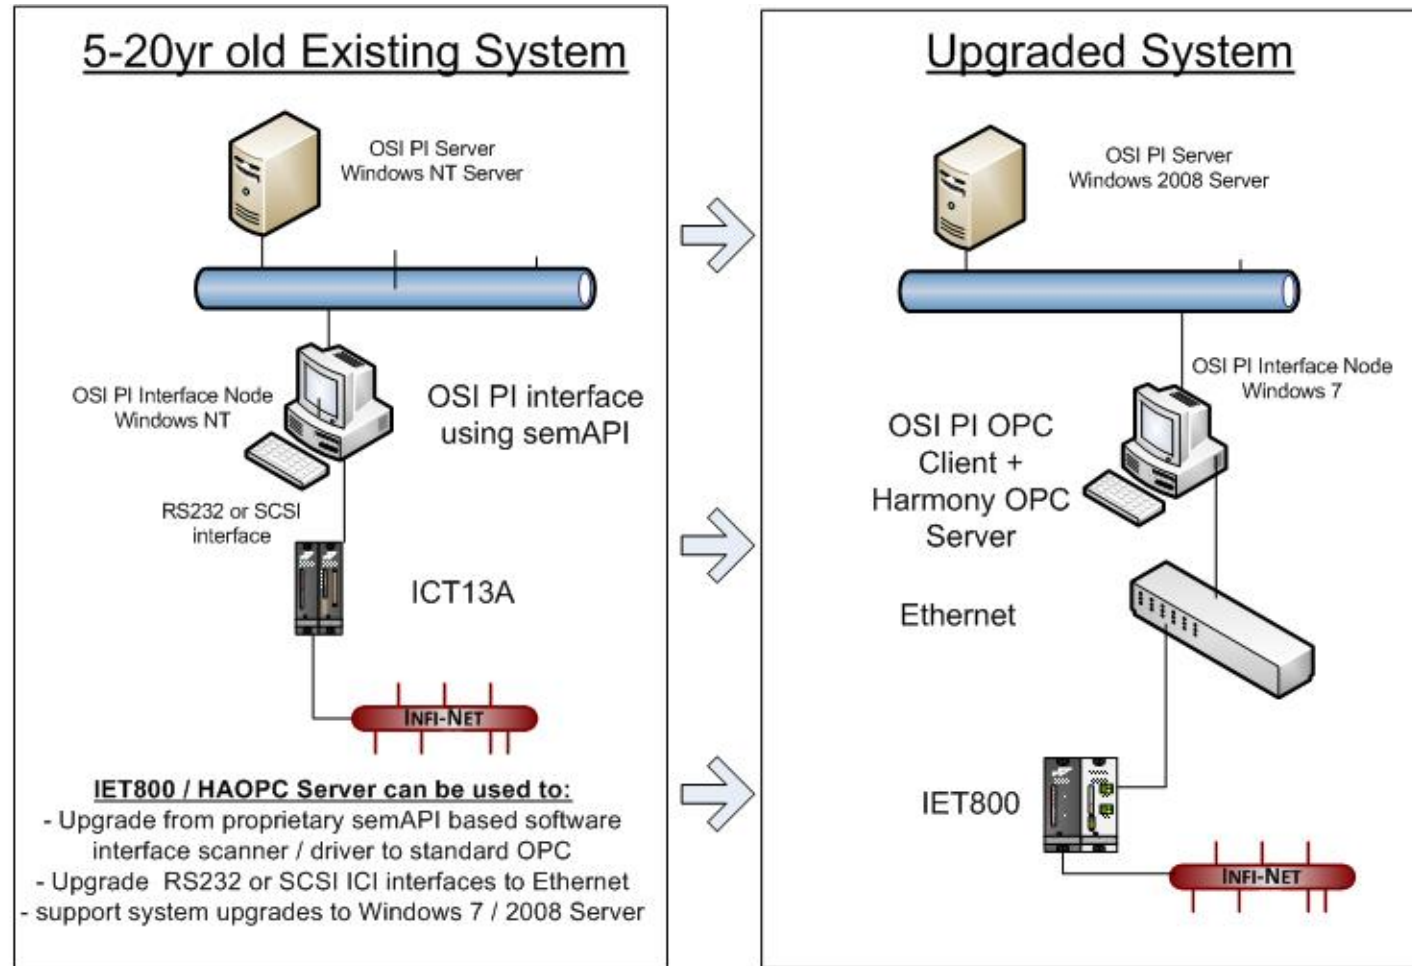 5-20yr old Existing System
OSI PI Server
Windows NT Server
OSI PI Interface Node
Windows NT
OSI PI interface
using semAPI
RS232 or SCSI
interface
ICT13A
INFI-NET
IET800 / HAOPC Server can be used to:
- Upgrade from proprietary semAPI based software
interface scanner / driver to standard OPC
- Upgrade RS232 or SCSI ICI interfaces to Ethernet
- support system upgrades to Windows 7 / 2008 Server
Upgraded System
OSI PI Server
Windows 2008 Server
OSI PI Interface Node
Windows 7
OSI PI OPC
Client +
Harmony OPC
Server
Ethernet
IET800
INFI-NET